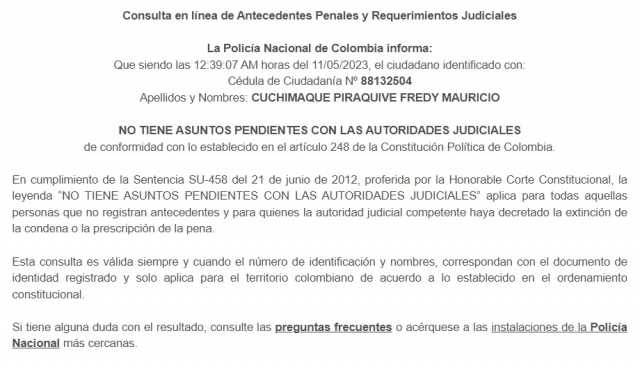 Consulta en línea de Antecedentes Penales y Requerimientos Judiciales
La Policía Nacional de Colombia informa:
Que siendo las 12:39:07 AM horas del 11/05/2023, el ciudadano identificado con:
Cédula de Ciudadanía Nº 88132504
Apellidos y Nombres: CUCHIMAQUE PIRAQUIVE FREDY MAURICIO
NO TIENE ASUNTOS PENDIENTES CON LAS AUTORIDADES JUDICIALES
de conformidad con lo establecido en el artículo 248 de la Constitución Política de Colombia.
En cumplimiento de la Sentencia SU-458 del 21 de junio de 2012, proferida por la Honorable Corte Constitucional, la
leyenda “NO TIENE ASUNTOS PENDIENTES CON LAS AUTORIDADES JUDICIALES” aplica para todas aquellas
personas que no registran antecedentes y para quienes la autoridad judicial competente haya decretado la extinción de
la condena o la prescripción de la pena.
Esta consulta es válida siempre y cuando el número de identificación y nombres, correspondan con el documento de
identidad registrado y solo aplica para el territorio colombiano de acuerdo a lo establecido en el ordenamiento
constitucional.
Si tiene alguna duda con el resultado, consulte las preguntas frecuentes o acérquese a las instalaciones de la Policía
Nacional más cercanas.